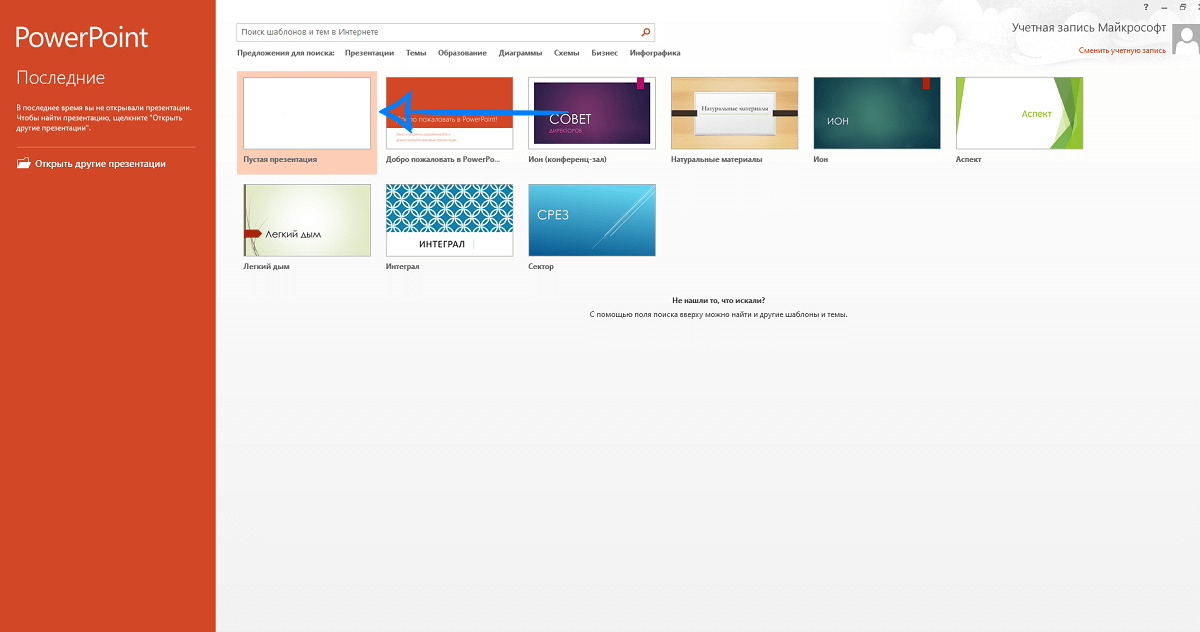 PowerPoint
Последние
В последнее время вы не открывали презентации.
Чтобы найти презентацию, щелкните "Открыть
другие презентации".
Открыть другие презентации
?
Учетная запись Майкрософт
Сменить учетную запись
Поиск шаблонов и тем в Интернете
Предложения для поиска: Презентации Темы Образование Диаграммы Схемы Бизнес Инфографика
пожаловать в PowerPoint!
СОВЕТ
ДИРЕКТОРОВ
Натуральные материалы
ИОН
Аспект
Пустая презентация
Добро пожаловать в PowerPo...
Ион (конференц-зал)
Натуральные материалы
Ион
Аспект
Легкий дым
ИНТЕГРАЛ
СРЕЗ
Легкий дым
Интеграл
Сектор
Не нашли то, что искали?
С помощью поля поиска вверху можно найти и другие шаблоны и темы.